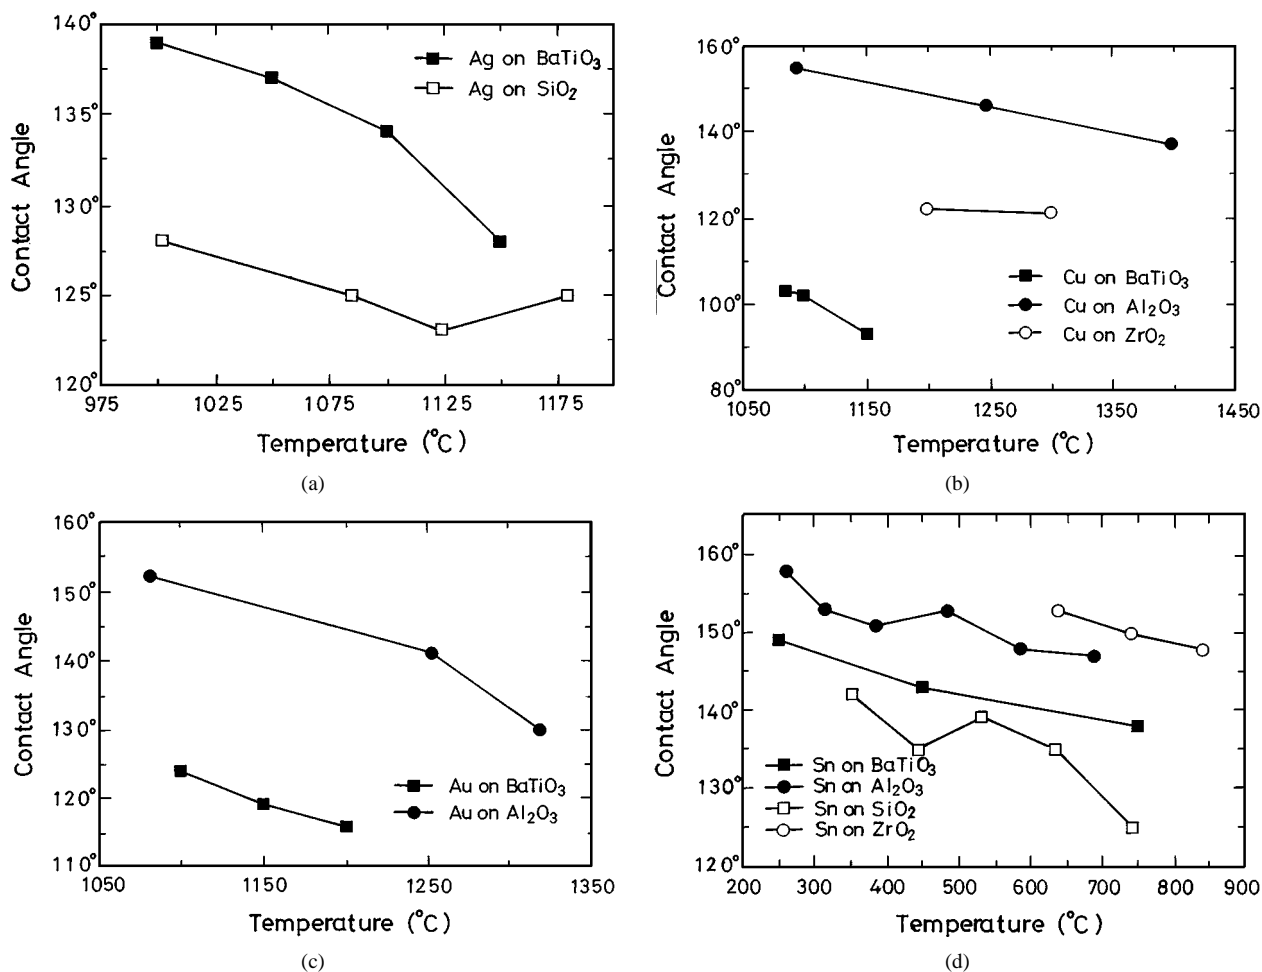 140°
135°
130°
125°
120°
Contact Angle
Ag on BaTiO₃
Ag on SiO₂
975 1025 1075 1125 1175
Temperature (°C)
(a)
160°
140°
120°
100°
80°
Contact Angle
Cu on BaTiO₃
Cu on Al₂O₃
Cu on ZrO₂
1050 1150 1250 1350 1450
Temperature (°C)
(b)
160°
150°
140°
130°
120°
110°
Contact Angle
Au on BaTiO₃
Au on Al₂O₃
1050 1150 1250 1350
Temperature (°C)
(c)
160°
150°
140°
130°
120°
Contact Angle
Sn on BaTiO₃
Sn on Al₂O₃
Sn on SiO₂
Sn on ZrO₂
200 300 400 500 600 700 800 900
Temperature (°C)
(d)